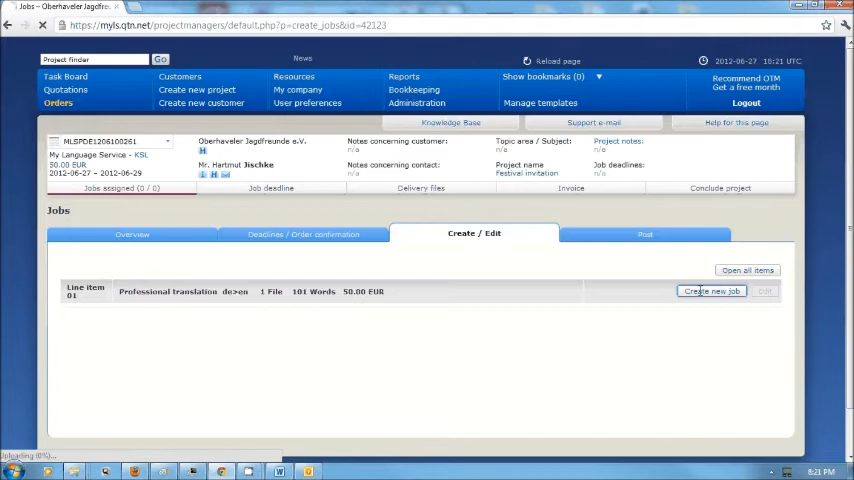 Jobs – Oberhaveler Jagdfreu
https://myls.qtn.net/projectmanagers/default.php?p=create_jobs&id=42123
Project finder Go News Reload page 2012-06-27 - 18:21 UTC
Task Board Customers Resources Reports Show bookmarks (0) Recommend OTM
Quotations Create new project My company Bookkeeping Get a free month
Orders Create new customer User preferences Administration Manage templates Logout
Knowledge Base Support e-mail Help for this page
MLSPDE1206100261 Oberhaveler Jagdfreunde e.V. Notes concerning customer: Topic area / Subject: Project notes:
n/a n/a n/a
My Language Service - KSL
50.00 EUR Mr. Hartmut Jischke Notes concerning contact: Project name Job deadlines:
2012-06-27 – 2012-06-29 n/a Festival invitation n/a
Jobs assigned (0 / 0) Job deadline Delivery files Invoice Conclude project
Jobs
Overview Deadlines / Order confirmation Create / Edit Post
Open all items
Line item 01 Professional translation de>en 1 File 101 Words 50.00 EUR Create new job Edit
Uploading (0%)...
8:21 PM